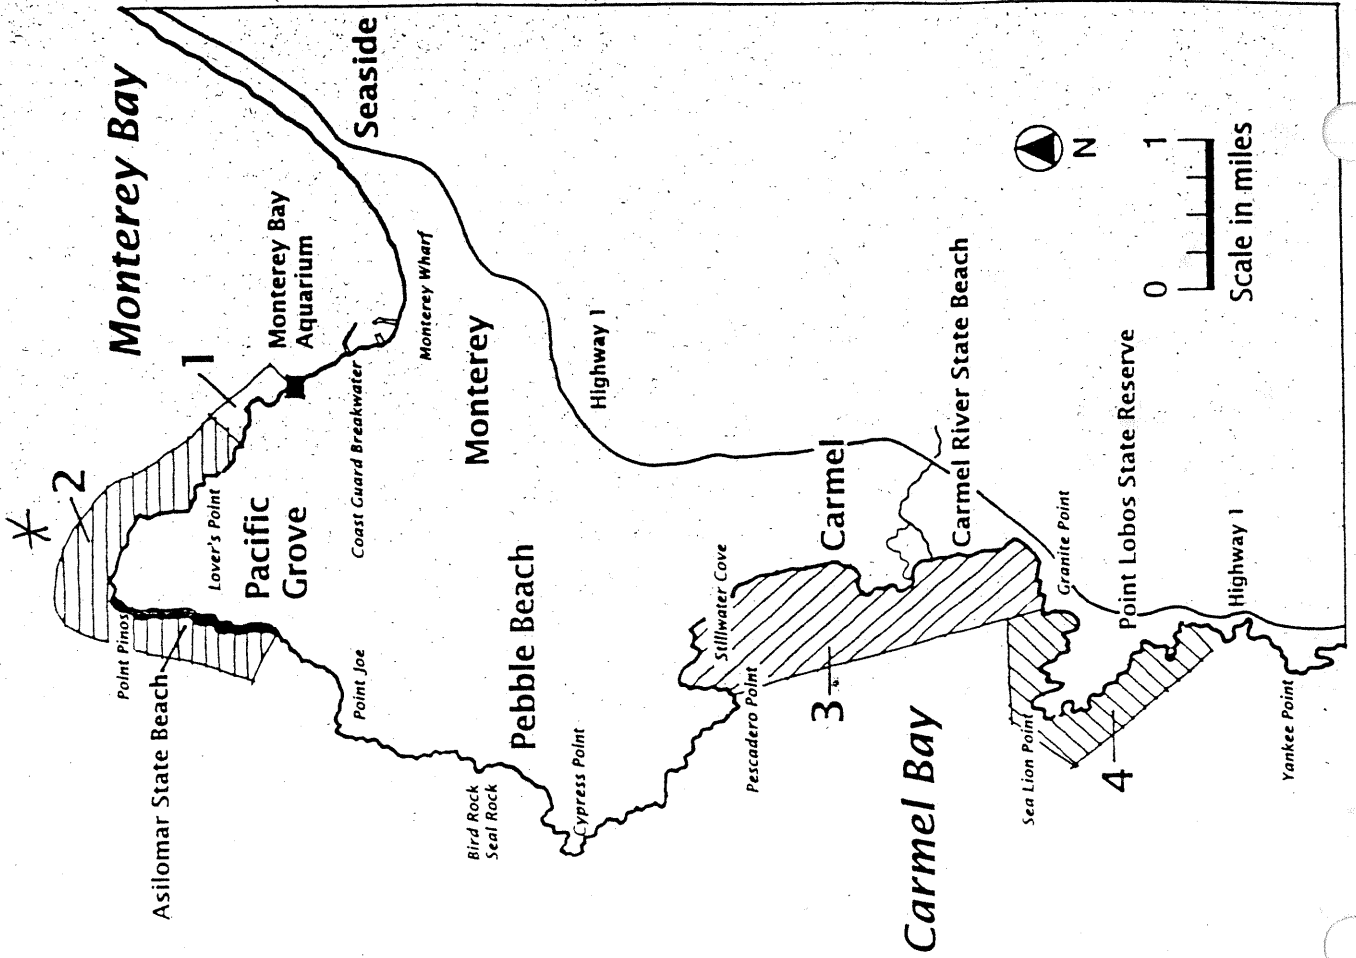 Monterey Bay
Seaside
Monterey Bay
Aquarium
1
2
*
Monterey Wharf
Coast Guard Breakwater
Monterey
Highway 1
Lover's Point
Pacific
Grove
Point Pinos
Asilomar State Beach
Point Joe
Pebble Beach
Bird Rock
Seal Rock
Cypress Point
Stillwater Cove
Pescadero Point
3
Carmel
Carmel River State Beach
Carmel Bay
Granite Point
Point Lobos State Reserve
Sea Lion Point
4
Highway 1
Yankee Point
N
0 1
Scale in miles